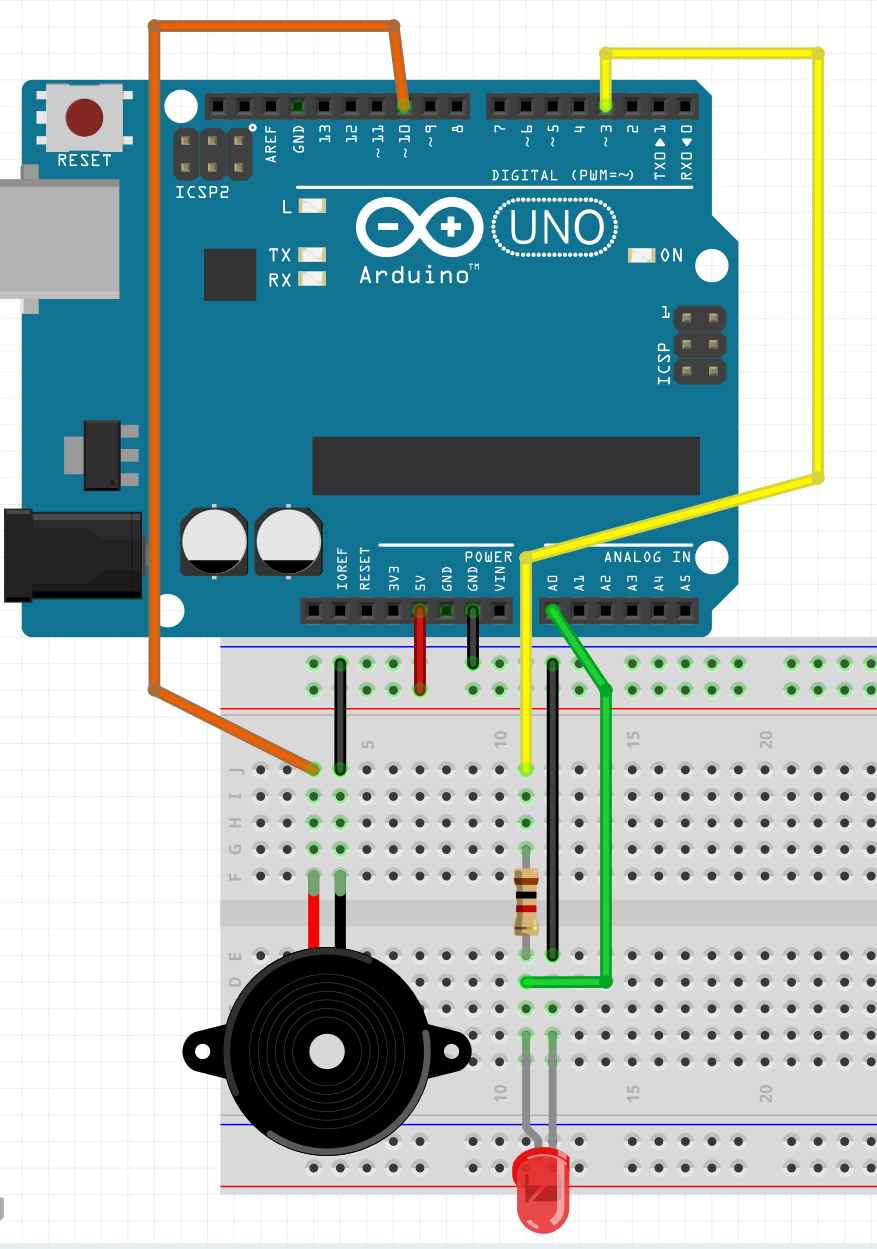 RESET
ICSP2
AREF
GND
13
12
~11
~10
~9
8
7
~6
~5
4
~3
2
TX0▶1
RX0◀0
DIGITAL (PWM=~)
L
TX
RX
Arduino™
UNO
ON
1
ICSP
IOREF
RESET
3V3
5V
GND
GND
VIN
POWER
ANALOG IN
A0
A1
A2
A3
A4
A5
5
10
15
20
J
I
H
G
F
E
D
10
15
20